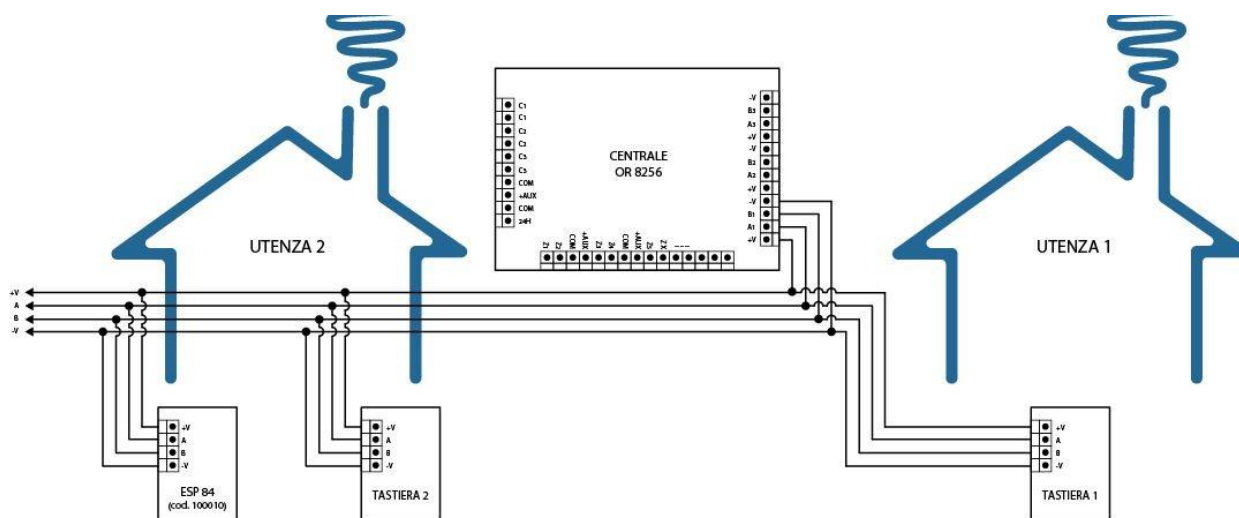 C1
C1
C2
C2
C3
C3
COM
+AUX
COM
24H
CENTRALE
OR 8256
-V
B3
A3
+V
-V
B2
A2
+V
-V
B1
A1
+V
Z1
Z2
COM
+AUX
Z3
Z4
COM
+AUX
Z5
ZX
---
UTENZA 2
UTENZA 1
+V
A
B
-V
+V
A
B
-V
ESP 84
(cod. 100010)
+V
A
B
-V
TASTIERA 2
+V
A
B
-V
TASTIERA 1